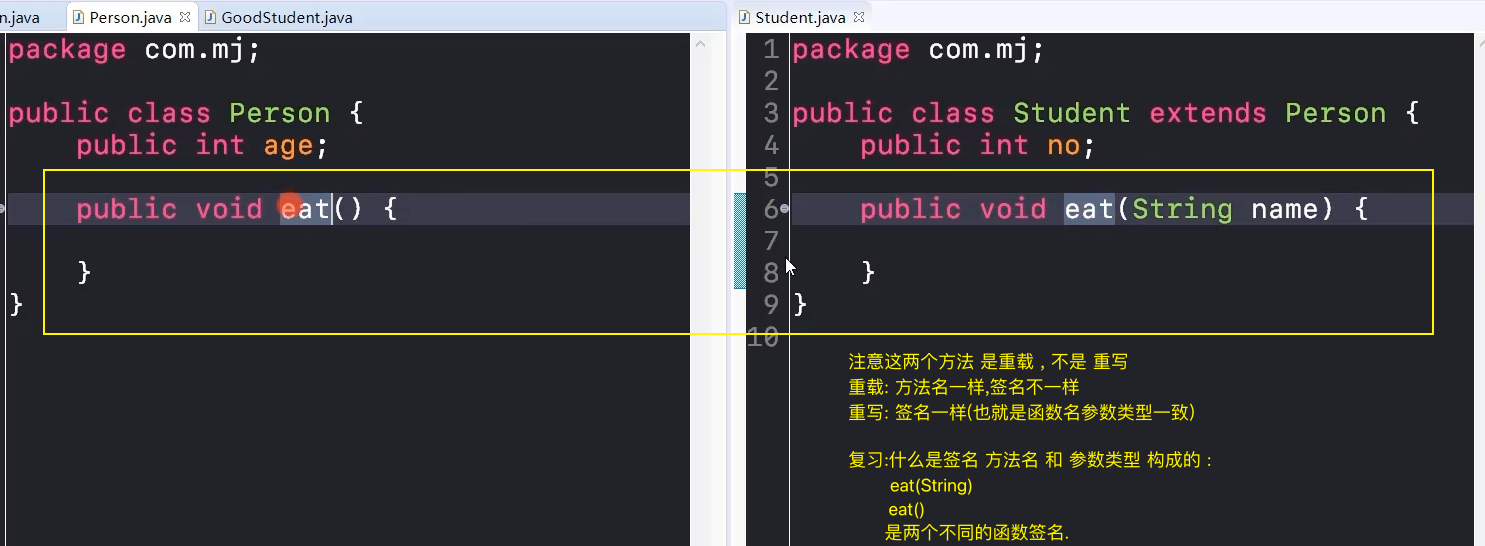 n.java
Person.java
GoodStudent.java
package com.mj;
public class Person {
public int age;
public void eat() {
}
}
Student.java
1 package com.mj;
2
3 public class Student extends Person {
4 public int no;
5
6 public void eat(String name) {
7
8 }
9 }
10
注意这两个方法 是重载 , 不是 重写
重载: 方法名一样,签名不一样
重写: 签名一样(也就是函数名参数类型一致)
复习:什么是签名 方法名 和 参数类型 构成的 :
eat(String)
eat()
是两个不同的函数签名.